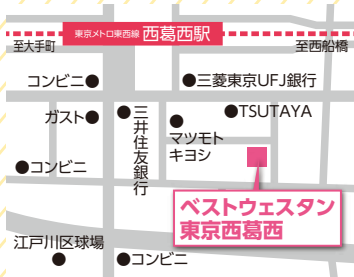 東京メトロ東西線 西葛西駅
至大手町
至西船橋
コンビニ
三菱東京UFJ銀行
ガスト
三井住友銀行
マツモト
キヨシ
TSUTAYA
コンビニ
ベストウェスタン
東京西葛西
江戸川区球場
コンビニ